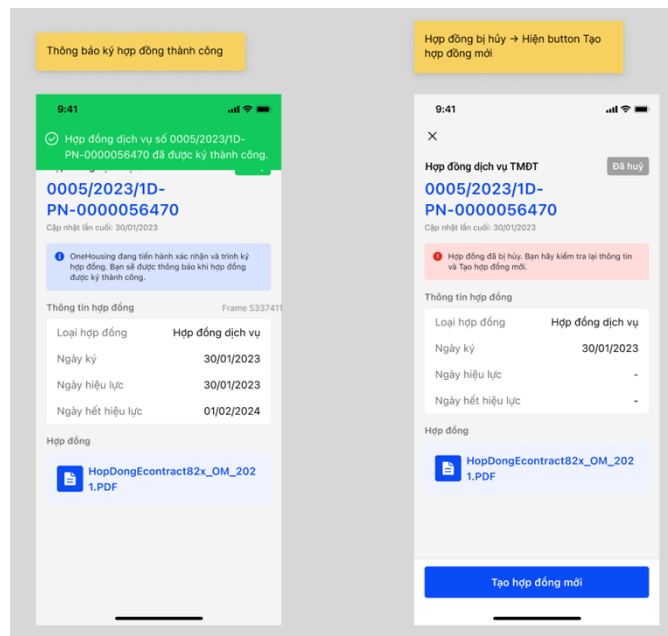 Thông báo ký hợp đồng thành công
9:41
Hợp đồng dịch vụ số 0005/2023/1D-
PN-0000056470 đã được ký thành công.
0005/2023/1D-
PN-0000056470
Cập nhật lần cuối: 30/01/2023
OneHousing đang tiến hành xác nhận và trình ký
hợp đồng. Bạn sẽ được thông báo khi hợp đồng
được ký thành công.
Thông tin hợp đồng Frame 5337411
Loại hợp đồng Hợp đồng dịch vụ
Ngày ký 30/01/2023
Ngày hiệu lực 30/01/2023
Ngày hết hiệu lực 01/02/2024
Hợp đồng
HopDongEcontract82x_OM_202
1.PDF
Hợp đồng bị hủy → Hiện button Tạo
hợp đồng mới
9:41
Hợp đồng dịch vụ TMĐT Đã huỷ
0005/2023/1D-
PN-0000056470
Cập nhật lần cuối: 30/01/2023
Hợp đồng đã bị hủy. Bạn hãy kiểm tra lại thông tin
và Tạo hợp đồng mới.
Thông tin hợp đồng
Loại hợp đồng Hợp đồng dịch vụ
Ngày ký 30/01/2023
Ngày hiệu lực -
Ngày hết hiệu lực -
Hợp đồng
HopDongEcontract82x_OM_202
1.PDF
Tạo hợp đồng mới